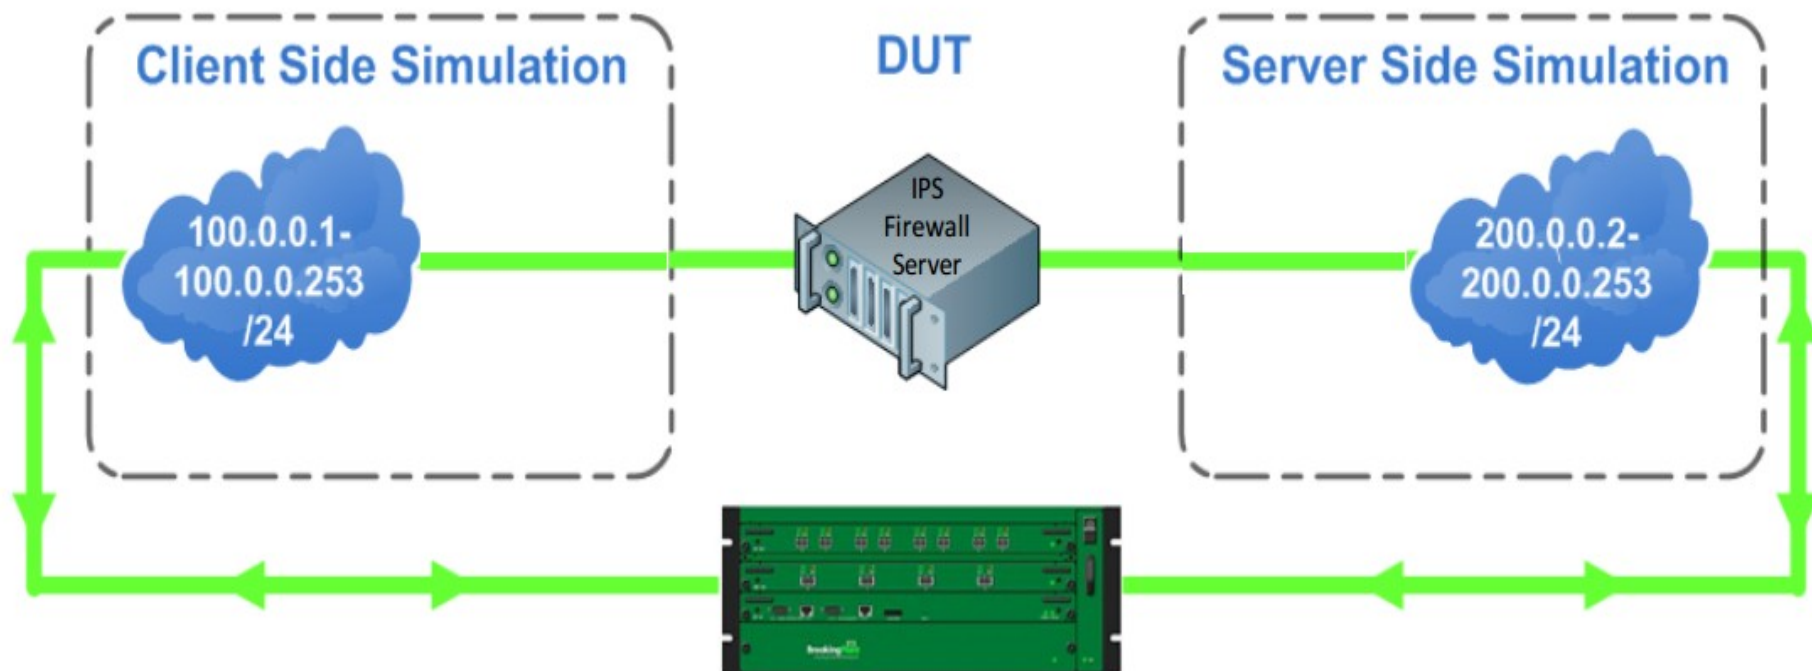 Client Side Simulation
DUT
Server Side Simulation
100.0.0.1-
100.0.0.253
/24
IPS
Firewall
Server
200.0.0.2-
200.0.0.253
/24